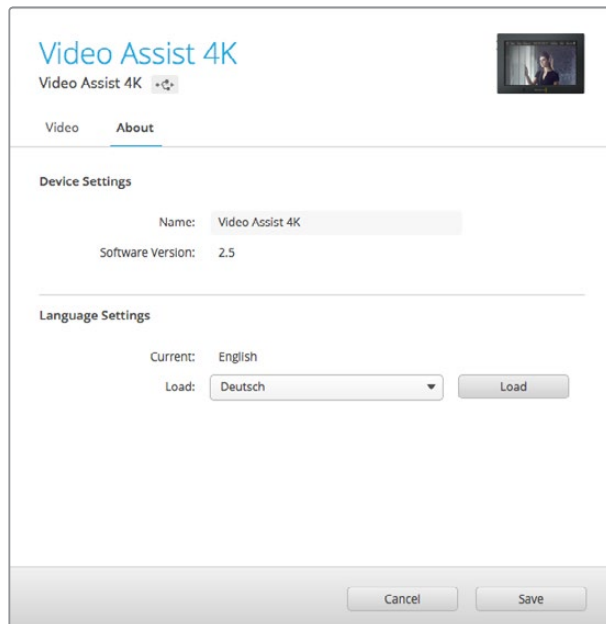 Video Assist 4K
Video Assist 4K
Video About
Device Settings
Name: Video Assist 4K
Software Version: 2.5
Language Settings
Current: English
Load: Deutsch Load
Cancel Save